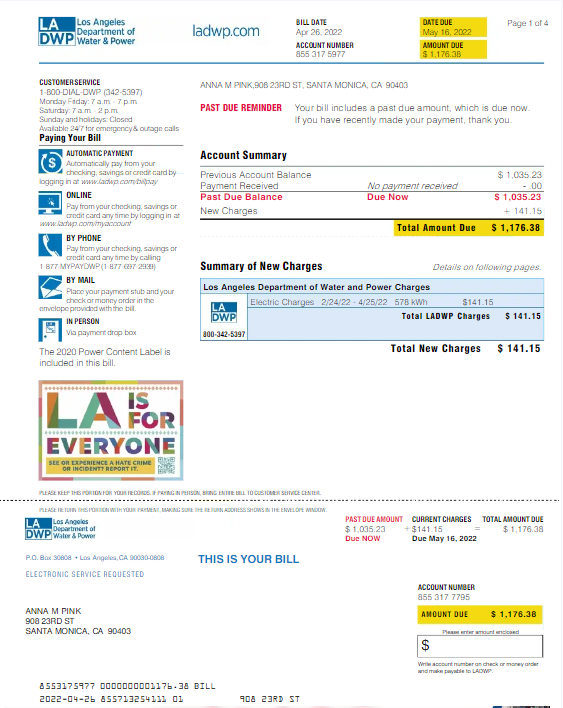 LA DWP Los Angeles Department of Water & Power
ladwp.com
BILL DATE
Apr 26, 2022
ACCOUNT NUMBER
855 317 5977
DATE DUE
May 16, 2022
AMOUNT DUE
$ 1,176.38
Page 1 of 4
CUSTOMER SERVICE
1-800-DIAL-DWP (342-5397)
Monday-Friday: 7 a.m. - 7 p.m.
Saturday: 7 a.m. - 2 p.m.
Sunday and holidays: Closed
Available 24/7 for emergency & outage calls
Paying Your Bill
AUTOMATIC PAYMENT
Automatically pay from your
checking, savings or credit card by
logging in at www.ladwp.com/billpay
ONLINE
Pay from your checking, savings or
credit card any time by logging in at
www.ladwp.com/myaccount
BY PHONE
Pay from your checking, savings or
credit card any time by calling
1-877-MYPAYDWP (1-877-697-2939)
BY MAIL
Place your payment stub and your
check or money order in the
envelope provided with the bill.
IN PERSON
Via payment drop box
The 2020 Power Content Label is
included in this bill.
LA IS FOR
EVERYONE
SEE OR EXPERIENCE A HATE CRIME
OR INCIDENT? REPORT IT.
ANNA M PINK,908 23RD ST, SANTA MONICA, CA 90403
PAST DUE REMINDER Your bill includes a past due amount, which is due now.
If you have recently made your payment, thank you.
Account Summary
Previous Account Balance $ 1,035.23
Payment Received No payment received - .00
Past Due Balance Due Now $ 1,035.23
New Charges + 141.15
Total Amount Due $ 1,176.38
Summary of New Charges Details on following pages.
Los Angeles Department of Water and Power Charges
LA DWP
800-342-5397
Electric Charges 2/24/22 - 4/25/22 578 kWh $141.15
Total LADWP Charges $ 141.15
Total New Charges $ 141.15
PLEASE KEEP THIS PORTION FOR YOUR RECORDS. IF PAYING IN PERSON, BRING ENTIRE BILL TO CUSTOMER SERVICE CENTER.
PLEASE RETURN THIS PORTION WITH YOUR PAYMENT, MAKING SURE THE RETURN ADDRESS SHOWS IN THE ENVELOPE WINDOW.
LA DWP Los Angeles Department of Water & Power
PAST DUE AMOUNT CURRENT CHARGES TOTAL AMOUNT DUE
$ 1,035.23 + $141.15 = $ 1,176.38
Due NOW Due May 16, 2022
P.O. Box 30808 • Los Angeles, CA 90030-0808
THIS IS YOUR BILL
ELECTRONIC SERVICE REQUESTED
ACCOUNT NUMBER
855 317 7795
ANNA M PINK
908 23RD ST
SANTA MONICA, CA 90403
AMOUNT DUE $ 1,176.38
Please enter amount enclosed
$
Write account number on check or money order
and make payable to LADWP.
8553175977 000000001176.38 BILL
2022-04-26 855713254111 01 908 23RD ST